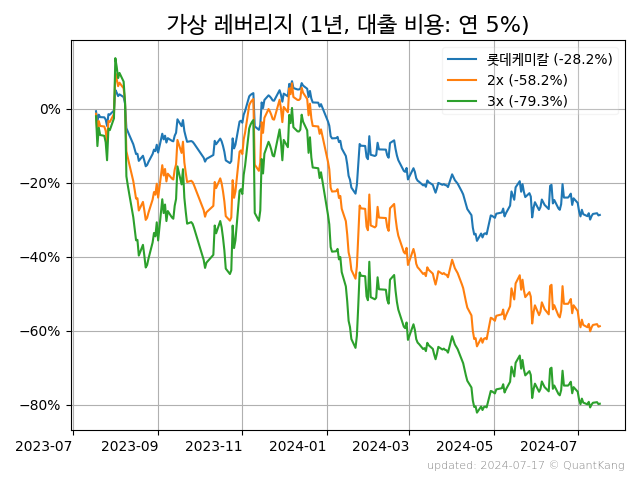 가상 레버리지 (1년, 대출 비용: 연 5%)
롯데케미칼 (-28.2%)
2x (-58.2%)
3x (-79.3%)
0%
−20%
−40%
−60%
−80%
2023-07 2023-09 2023-11 2024-01 2024-03 2024-05 2024-07
updated: 2024-07-17 © QuantKang